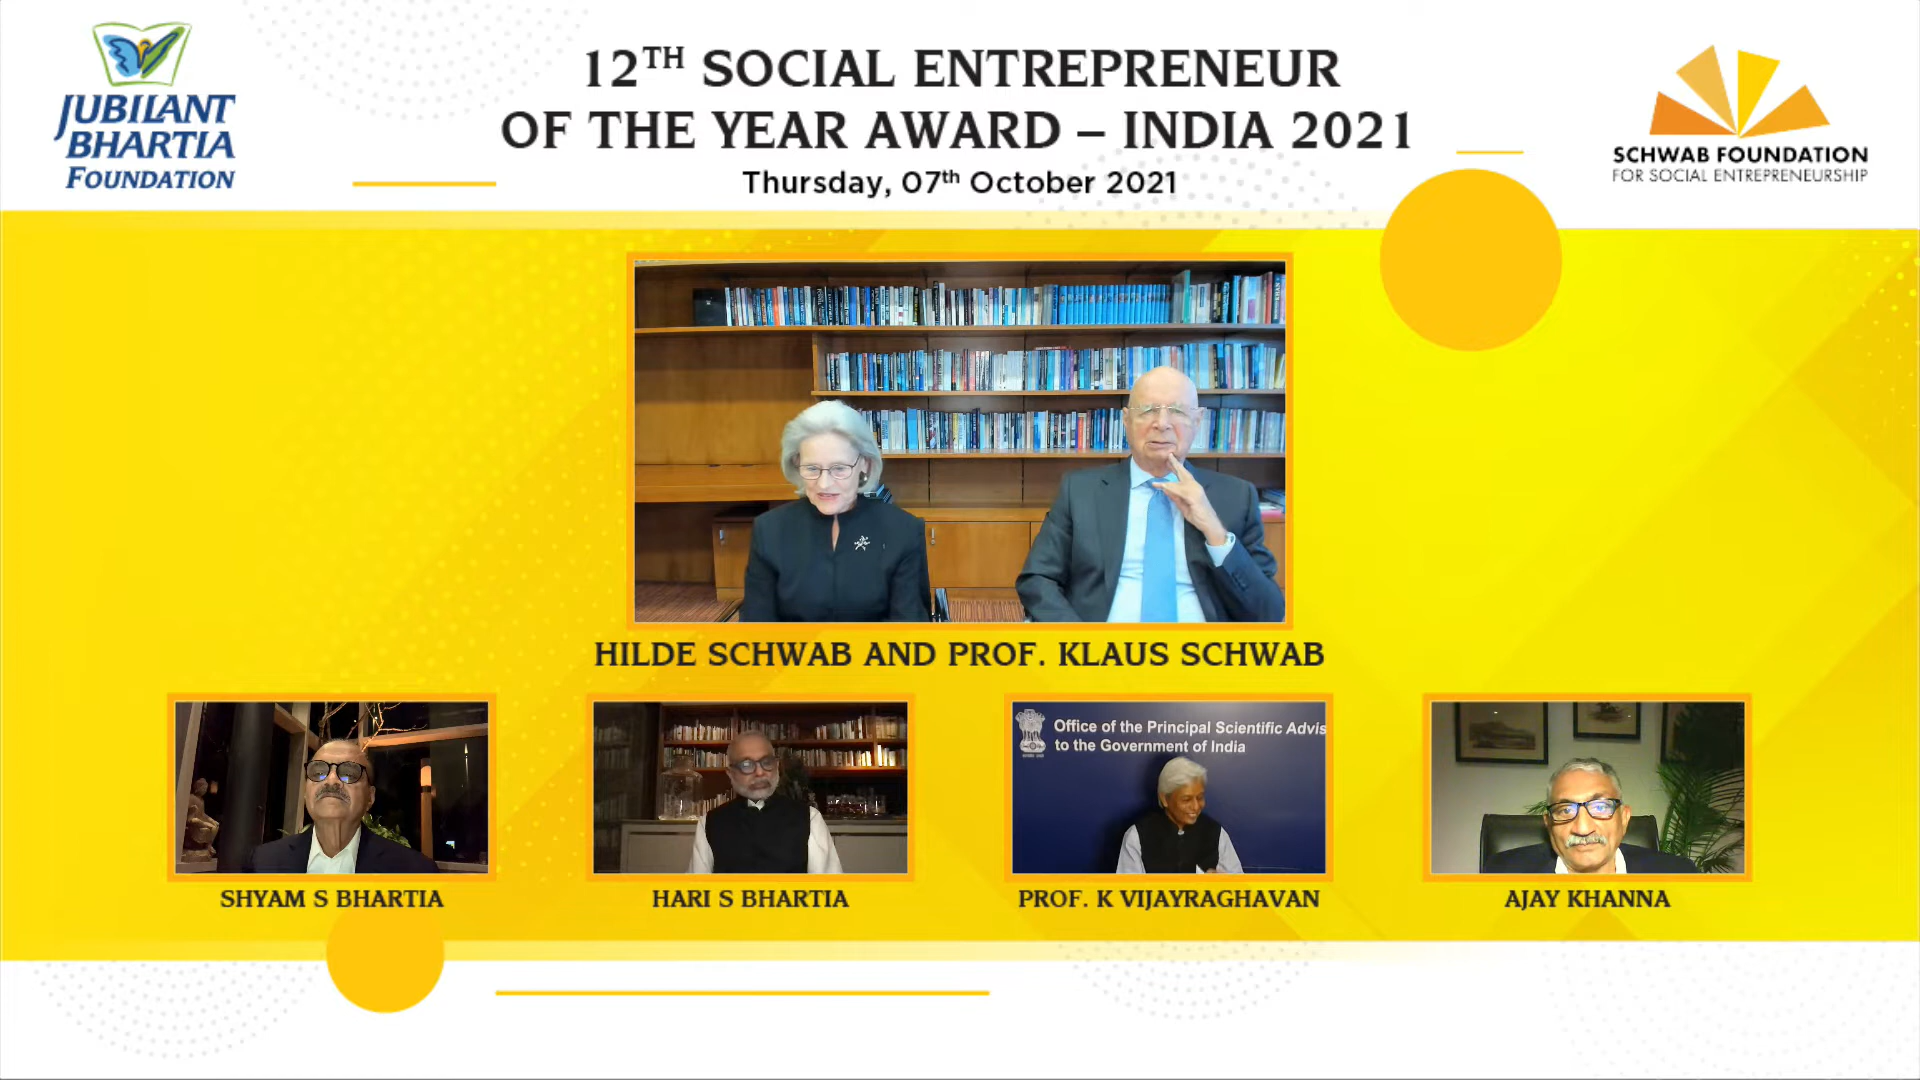 JUBILANT
BHARTIA
FOUNDATION
12TH SOCIAL ENTREPRENEUR
OF THE YEAR AWARD – INDIA 2021
Thursday, 07th October 2021
SCHWAB FOUNDATION
FOR SOCIAL ENTREPRENEURSHIP
HILDE SCHWAB AND PROF. KLAUS SCHWAB
Office of the Principal Scientific Advis
to the Government of India
SHYAM S BHARTIA
HARI S BHARTIA
PROF. K VIJAYRAGHAVAN
AJAY KHANNA